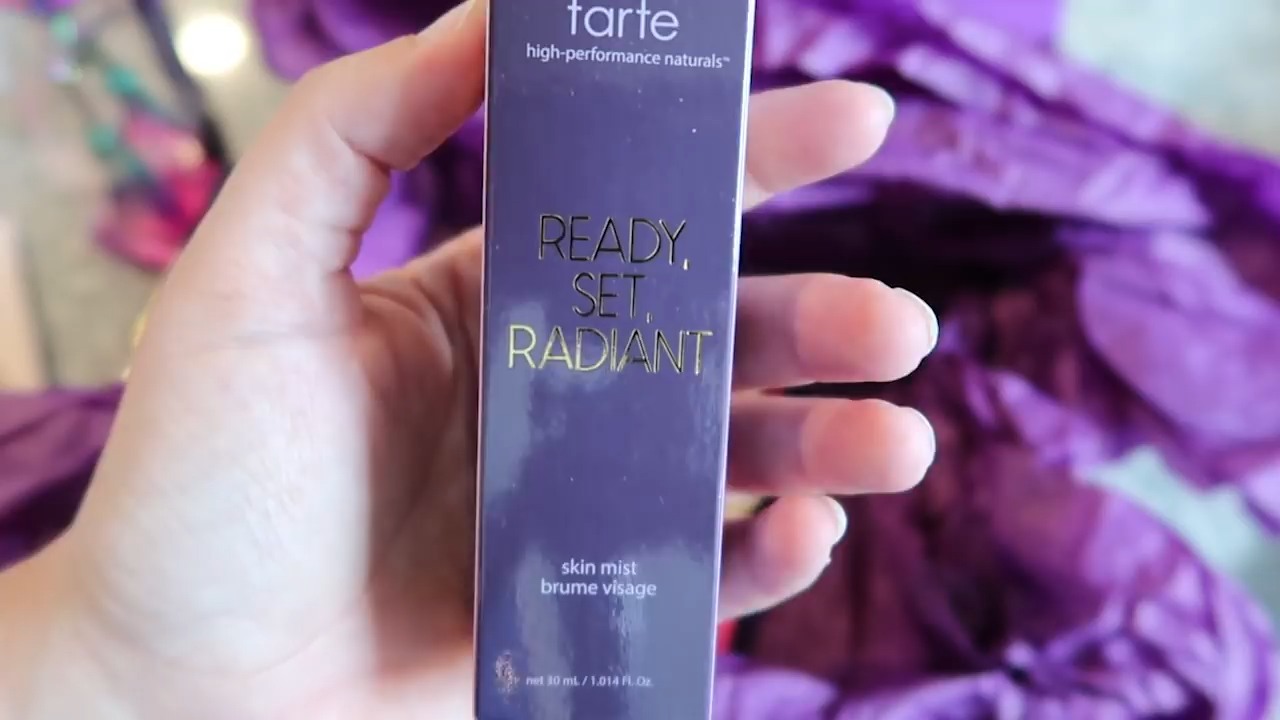 tarte
high-performance naturals™
READY,
SET,
RADIANT
skin mist
brume visage
net 30 mL / 1.014 Fl. Oz.